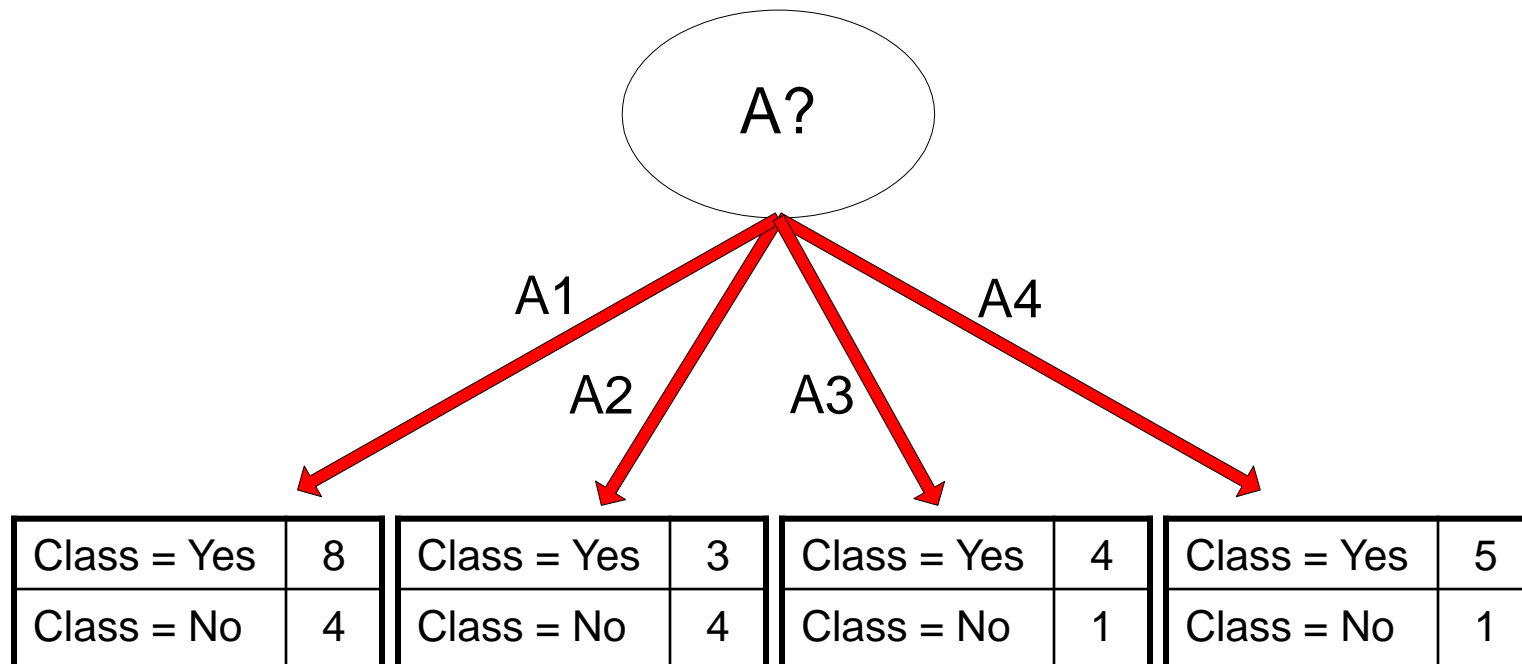 A?
A1
A4
A2
A3
Class = Yes 8
Class = No 4
Class = Yes 3
Class = No 4
Class = Yes 4
Class = No 1
Class = Yes 5
Class = No 1